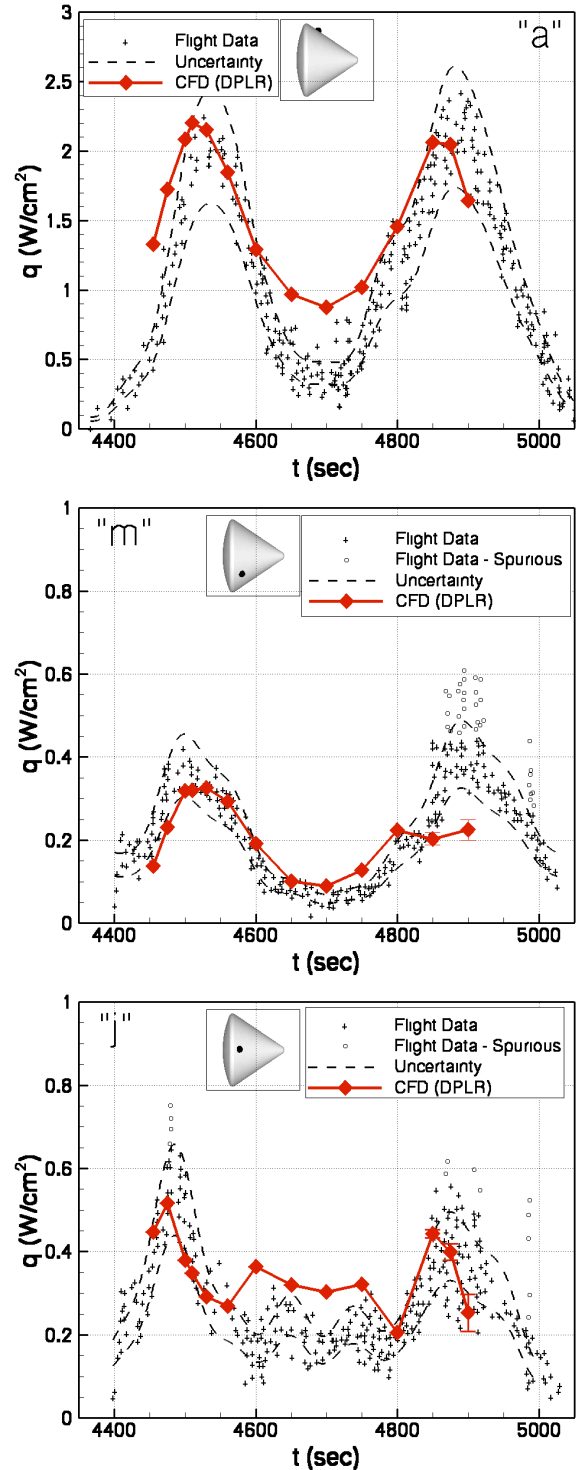 3
"a"
Flight Data
Uncertainty
CFD (DPLR)
2.5
2
1.5
1
0.5
0
q (W/cm²)
4400 4600 4800 5000
t (sec)
1
"m"
Flight Data
Flight Data - Spurious
Uncertainty
CFD (DPLR)
0.8
0.6
0.4
0.2
0
q (W/cm²)
4400 4600 4800 5000
t (sec)
1
"j"
Flight Data
Flight Data - Spurious
Uncertainty
CFD (DPLR)
0.8
0.6
0.4
0.2
0
q (W/cm²)
4400 4600 4800 5000
t (sec)